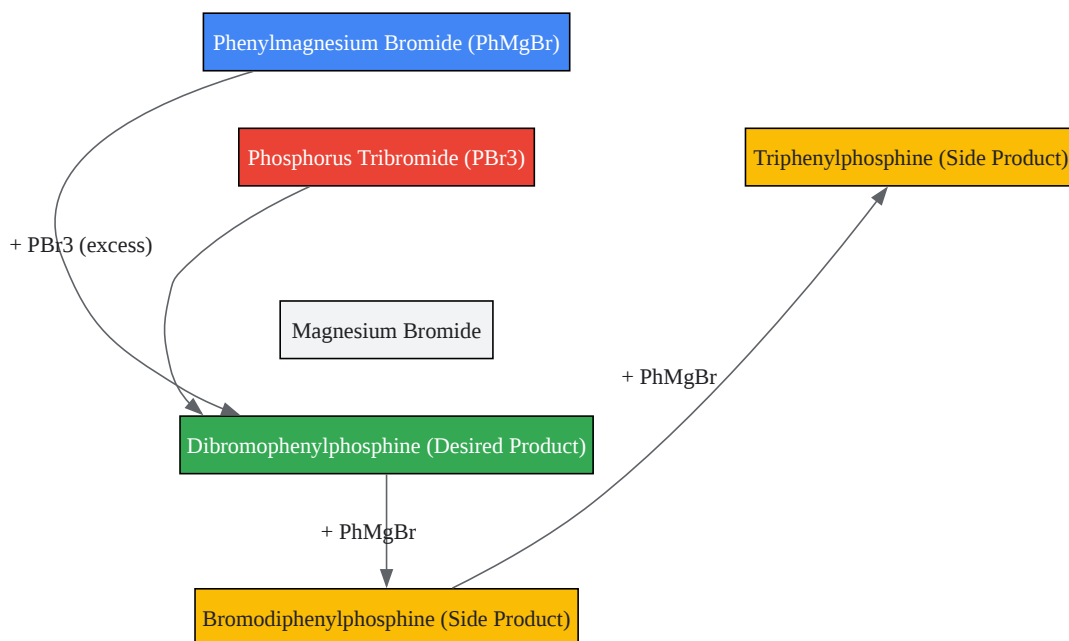 Phenylmagnesium Bromide (PhMgBr)
Phosphorus Tribromide (PBr3)
Triphenylphosphine (Side Product)
+ PBr3 (excess)
Magnesium Bromide
+ PhMgBr
Dibromophenylphosphine (Desired Product)
+ PhMgBr
Bromodiphenylphosphine (Side Product)